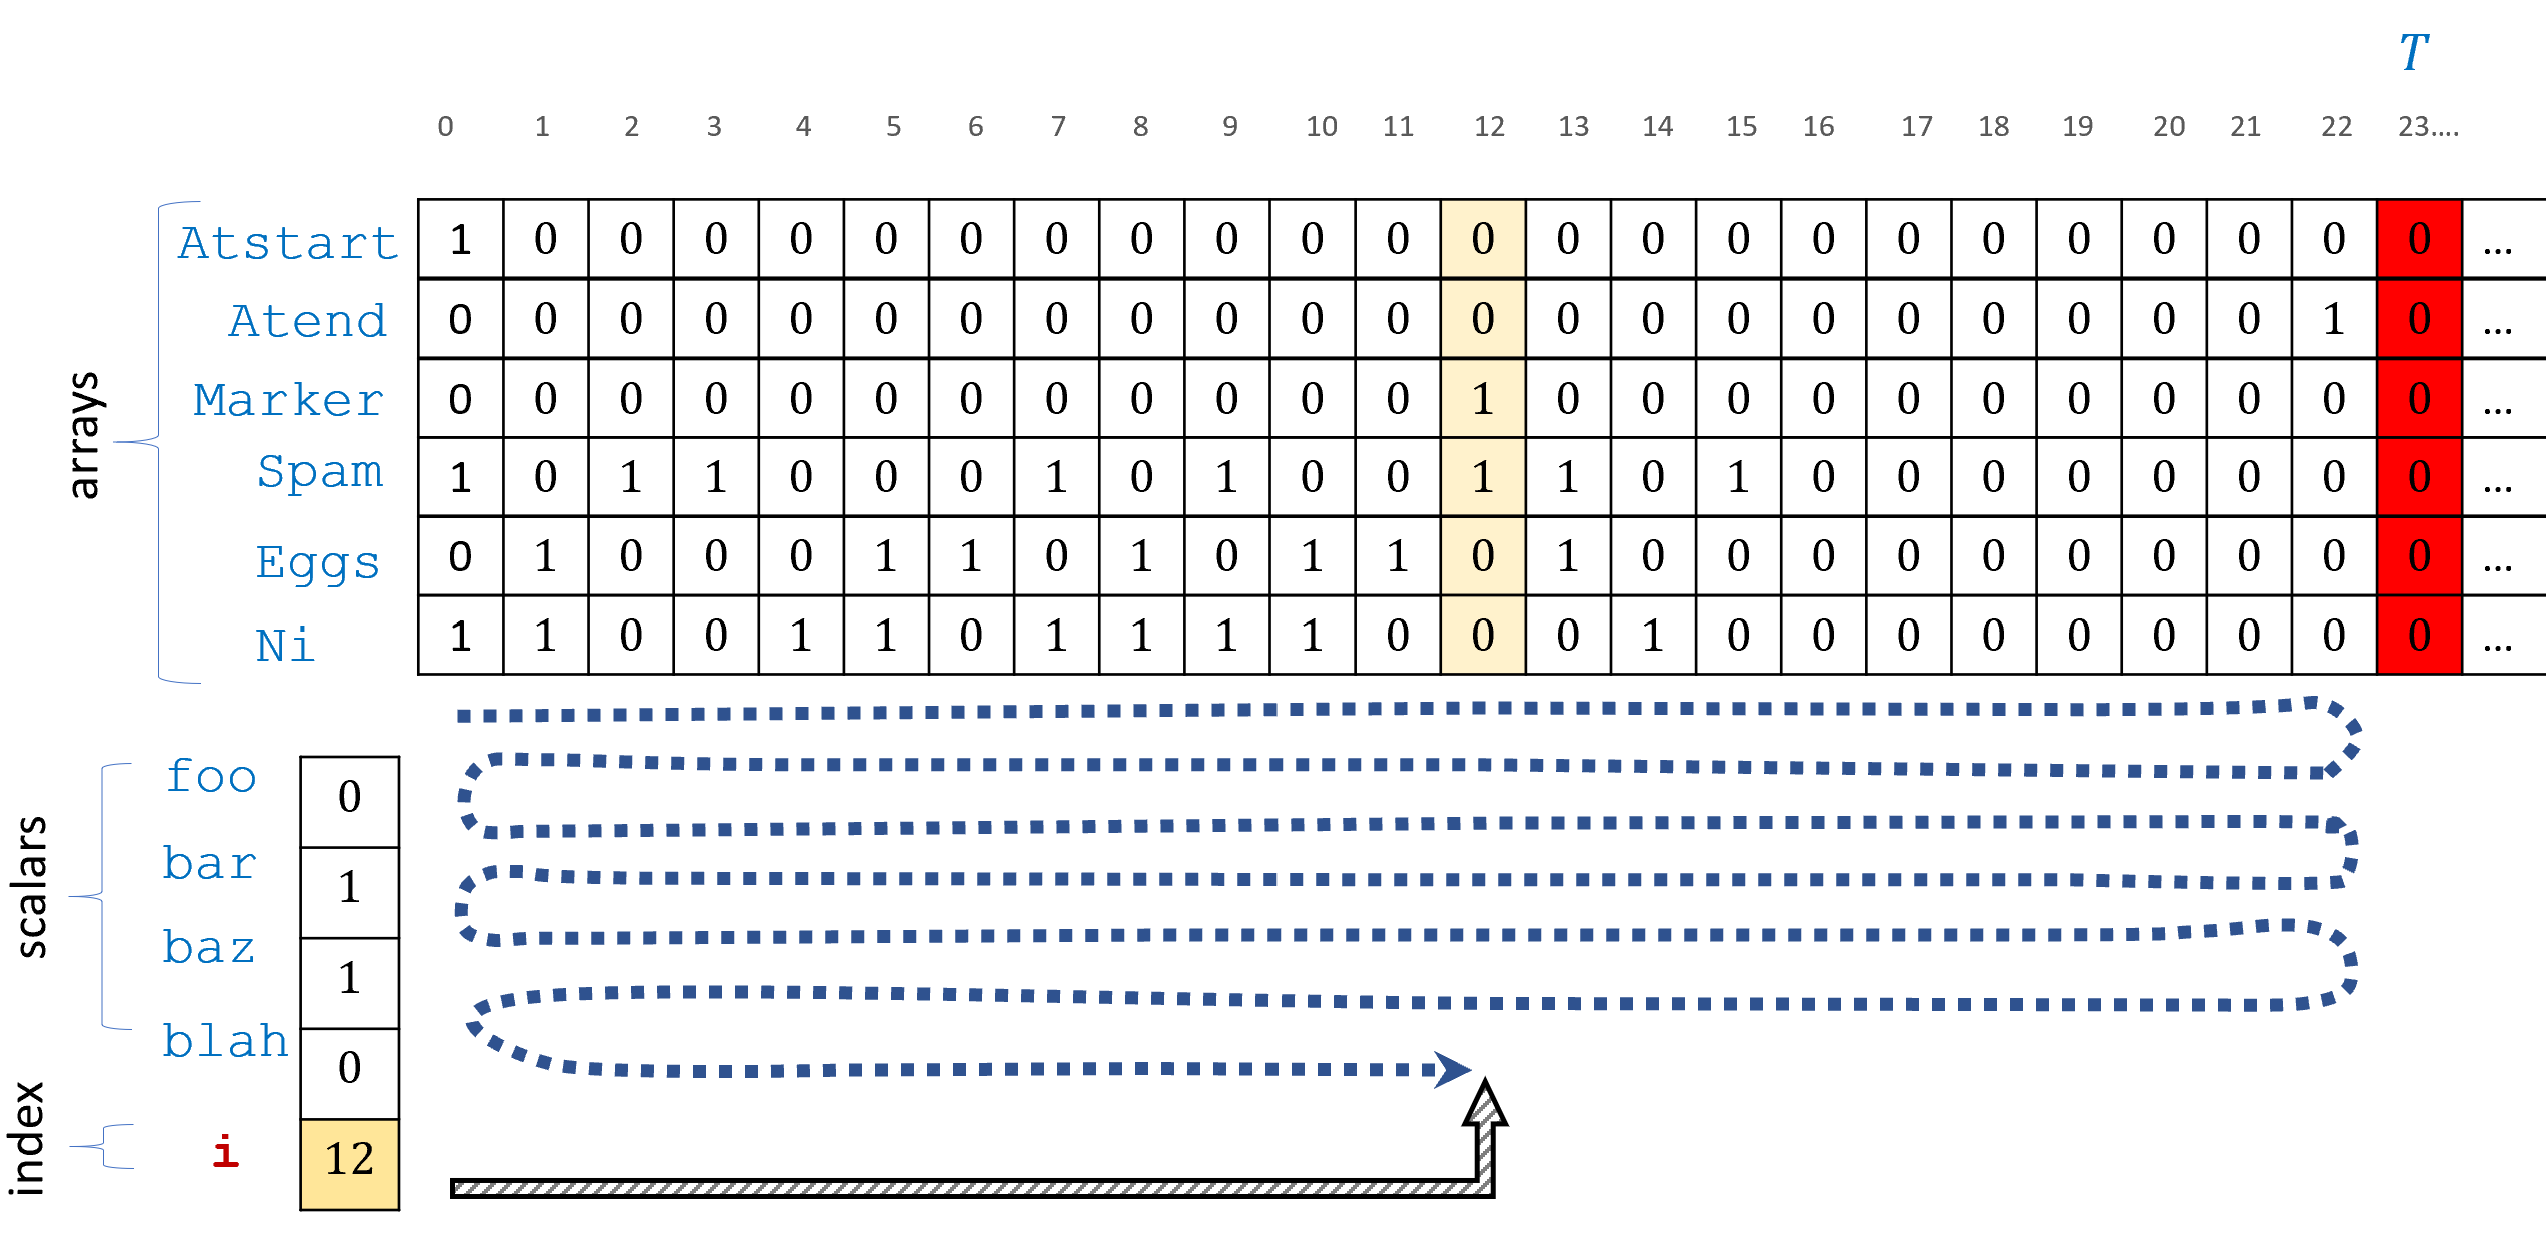 T
0 1 2 3 4 5 6 7 8 9 10 11 12 13 14 15 16 17 18 19 20 21 22 23....
arrays
Atstart 1 0 0 0 0 0 0 0 0 0 0 0 0 0 0 0 0 0 0 0 0 0 0 0 ...
Atend 0 0 0 0 0 0 0 0 0 0 0 0 0 0 0 0 0 0 0 0 0 0 1 0 ...
Marker 0 0 0 0 0 0 0 0 0 0 0 0 1 0 0 0 0 0 0 0 0 0 0 0 ...
Spam 1 0 1 1 0 0 0 1 0 1 0 0 1 1 0 1 0 0 0 0 0 0 0 0 ...
Eggs 0 1 0 0 0 1 1 0 1 0 1 1 0 1 0 0 0 0 0 0 0 0 0 0 ...
Ni 1 1 0 0 1 1 0 1 1 1 1 0 0 0 1 0 0 0 0 0 0 0 0 0 ...
scalars
foo 0
bar 1
baz 1
blah 0
index
i 12